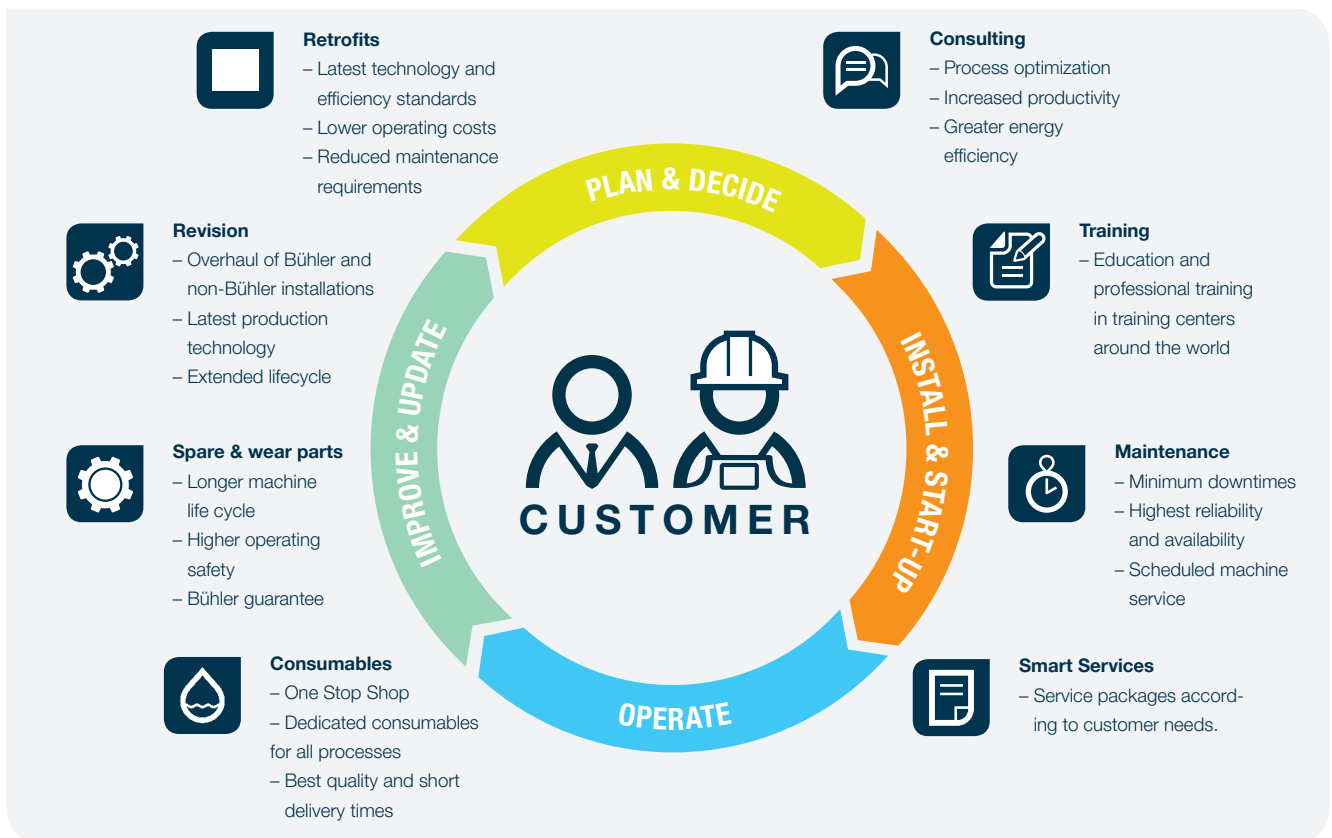 Retrofits
– Latest technology and
efficiency standards
– Lower operating costs
– Reduced maintenance
requirements
Consulting
– Process optimization
– Increased productivity
– Greater energy
efficiency
PLAN & DECIDE
Revision
– Overhaul of Bühler and
non-Bühler installations
– Latest production
technology
– Extended lifecycle
Training
– Education and
professional training
in training centers
around the world
IMPROVE & UPDATE
INSTALL & START-UP
CUSTOMER
Spare & wear parts
– Longer machine
life cycle
– Higher operating
safety
– Bühler guarantee
Maintenance
– Minimum downtimes
– Highest reliability
and availability
– Scheduled machine
service
Consumables
– One Stop Shop
– Dedicated consumables
for all processes
– Best quality and short
delivery times
OPERATE
Smart Services
– Service packages accord-
ing to customer needs.